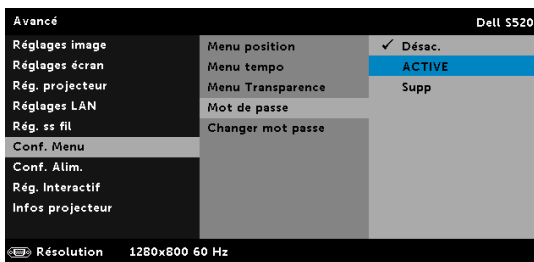 Avancé Dell S520
Réglages image Menu position ✓ Désac.
Réglages écran Menu tempo ACTIVE
Rég. projecteur Menu Transparence Supp
Réglages LAN Mot de passe
Rég. ss fil Changer mot passe
Conf. Menu
Conf. Alim.
Rég. Interactif
Infos projecteur
Résolution 1280x800 60 Hz